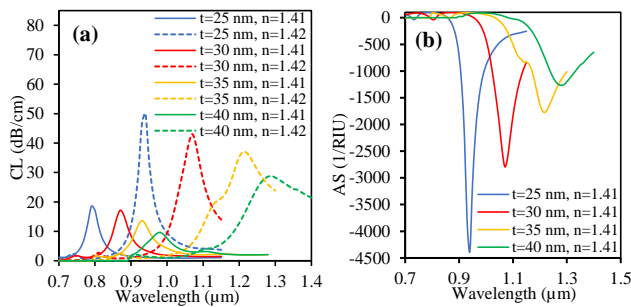 (a)
CL (dB/cm)
80
70
60
50
40
30
20
10
0
0.7 0.8 0.9 1.0 1.1 1.2 1.3 1.4
Wavelength (µm)
t=25 nm, n=1.41
t=25 nm, n=1.42
t=30 nm, n=1.41
t=30 nm, n=1.42
t=35 nm, n=1.41
t=35 nm, n=1.42
t=40 nm, n=1.41
t=40 nm, n=1.42
(b)
AS (1/RIU)
0
-500
-1000
-1500
-2000
-2500
-3000
-3500
-4000
-4500
0.7 0.9 1.1 1.3 1.5
Wavelength (µm)
t=25 nm, n=1.41
t=30 nm, n=1.41
t=35 nm, n=1.41
t=40 nm, n=1.41